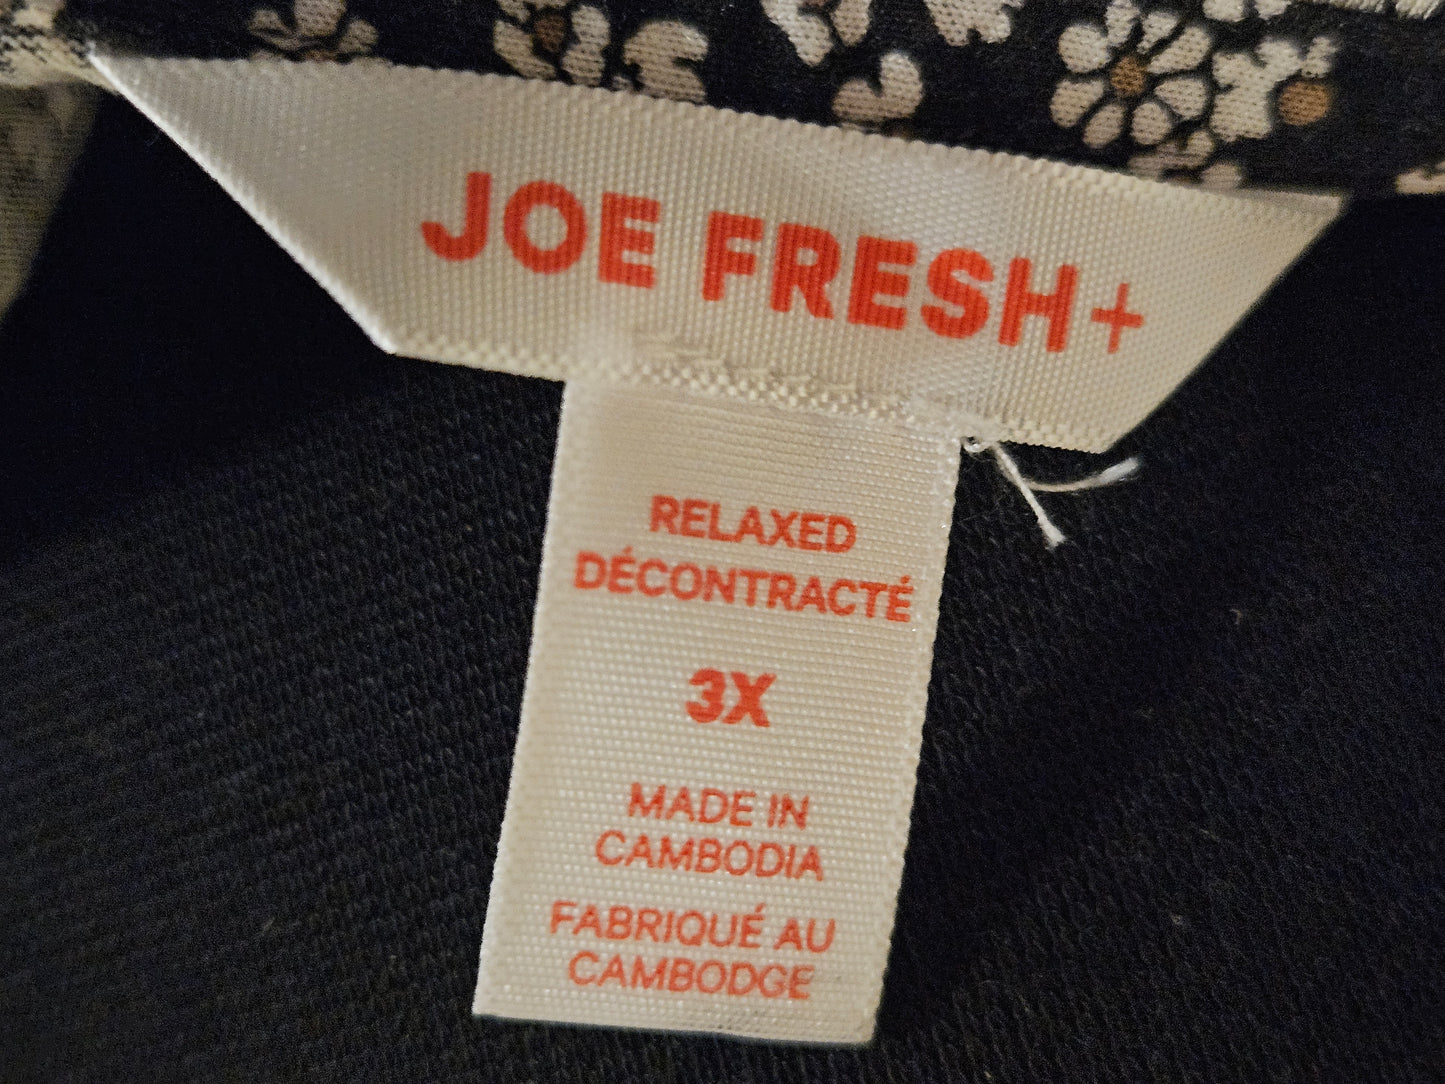 JOE FRESH+
RELAXED
DÉCONTRACTÉ
3X
MADE IN
CAMBODIA
FABRIQUÉ AU
CAMBODGE